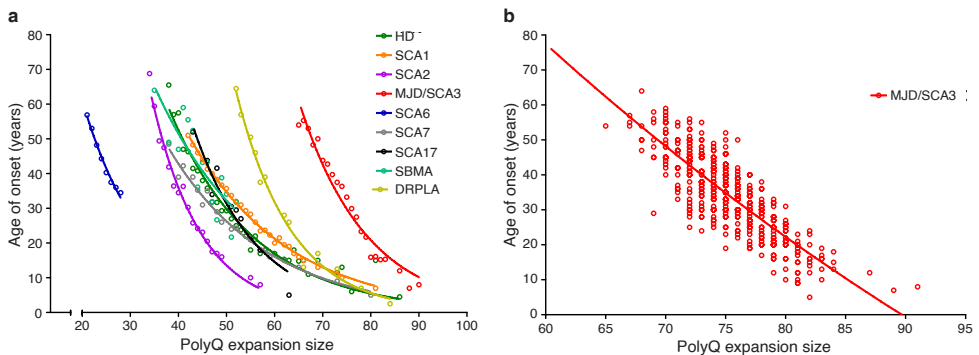 a
Age of onset (years)
80
70
60
50
40
30
20
10
0
20 30 40 50 60 70 80 90 100
PolyQ expansion size
HD
SCA1
SCA2
MJD/SCA3
SCA6
SCA7
SCA17
SBMA
DRPLA
b
Age of onset (years)
80
70
60
50
40
30
20
10
0
60 65 70 75 80 85 90 95
PolyQ expansion size
MJD/SCA3